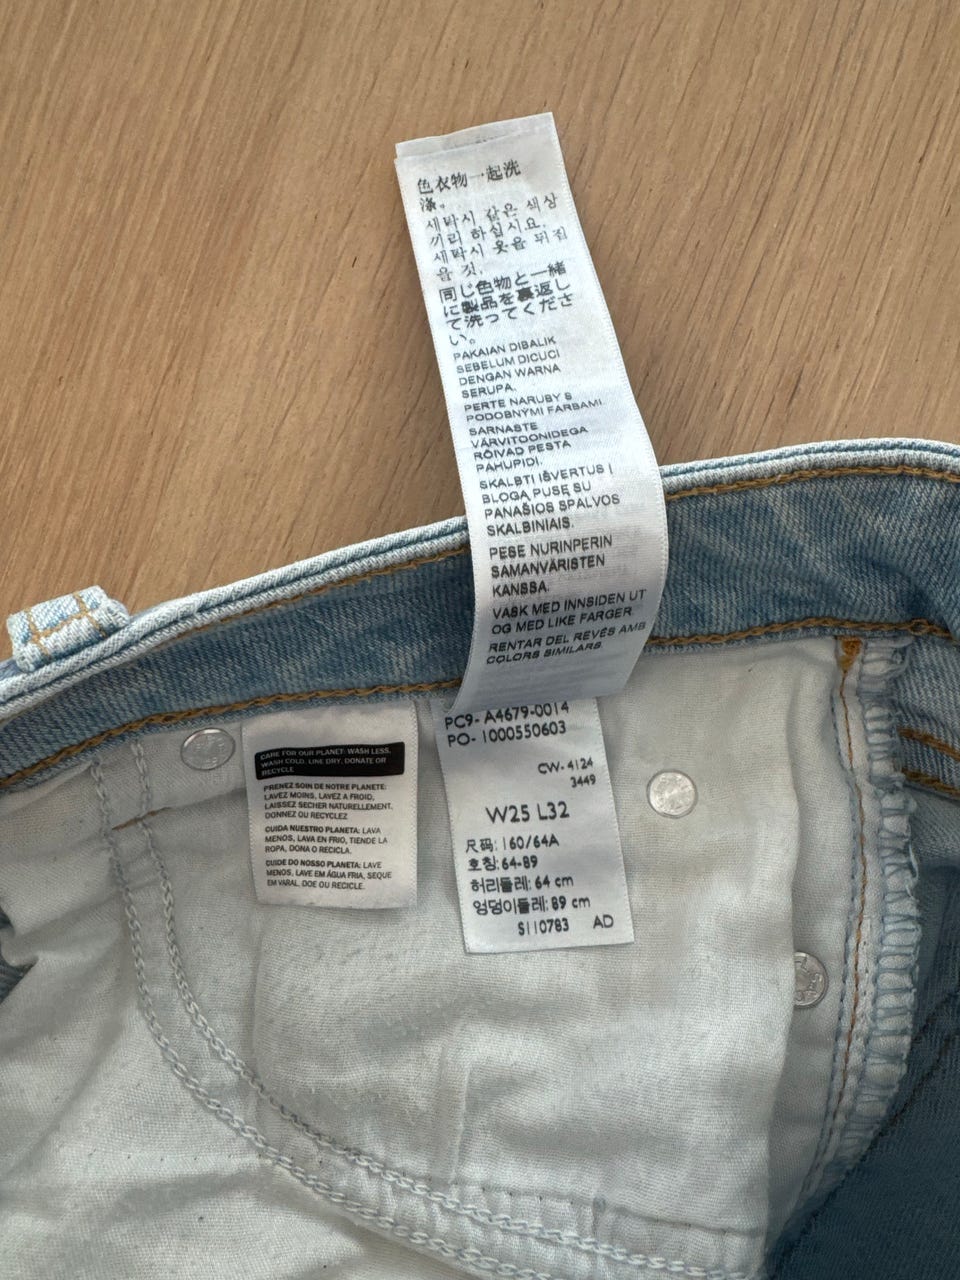 色衣物一起洗
涤。
세탁시 같은 색상
끼리 하십시요.
세탁시 옷을 뒤집
을 것.
同じ色物と一緒
に製品を裏返し
て洗ってくださ
い。
PAKAIAN DIBALIK
SEBELUM DICUCI
DENGAN WARNA
SERUPA.
PERTE NARUBY S
PODOBNÝMI FARBAMI.
SARNASTE
VÄRVITOONIDEGA
RÕIVAD PESTA
PAHUPIDI.
SKALBTI IŠVERTUS Į
BLOGĄ PUSĘ SU
PANAŠIOS SPALVOS
SKALBINIAIS.
PESE NURINPERIN
SAMANVÄRISTEN
KANSSA.
VASK MED INNSIDEN UT
OG MED LIKE FARGER
RENTAR DEL REVÉS AMB
COLORS SIMILARS
PC9- A4679-0014
PO- 1000550603
CW- 4124
3449
W25 L32
尺码: 160/64A
호칭: 64-89
허리둘레: 64 cm
엉덩이둘레: 89 cm
S110783 AD
CARE FOR OUR PLANET: WASH LESS,
WASH COLD, LINE DRY, DONATE OR
RECYCLE
PRENEZ SOIN DE NOTRE PLANÈTE:
LAVEZ MOINS, LAVEZ A FROID,
LAISSEZ SECHER NATURELLEMENT.
DONNEZ OU RECYCLEZ
CUIDA NUESTRO PLANETA: LAVA
MENOS, LAVA EN FRIO, TIENDE LA
ROPA, DONA O RECICLA.
CUIDE DO NOSSO PLANETA: LAVE
MENOS, LAVE EM ÁGUA FRIA, SEQUE
EM VARAL. DOE OU RECICLE.